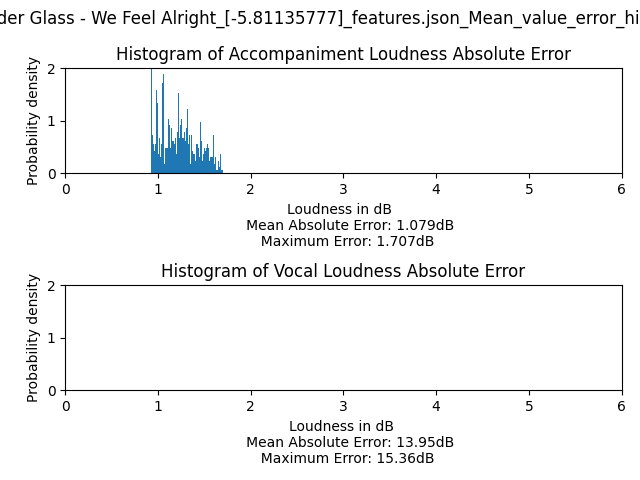 der Glass - We Feel Alright_[-5.81135777]_features.json_Mean_value_error_hi
Histogram of Accompaniment Loudness Absolute Error
Probability density
2
1
0
0 1 2 3 4 5 6
Loudness in dB
Mean Absolute Error: 1.079dB
Maximum Error: 1.707dB
Histogram of Vocal Loudness Absolute Error
Probability density
2
1
0
0 1 2 3 4 5 6
Loudness in dB
Mean Absolute Error: 13.95dB
Maximum Error: 15.36dB